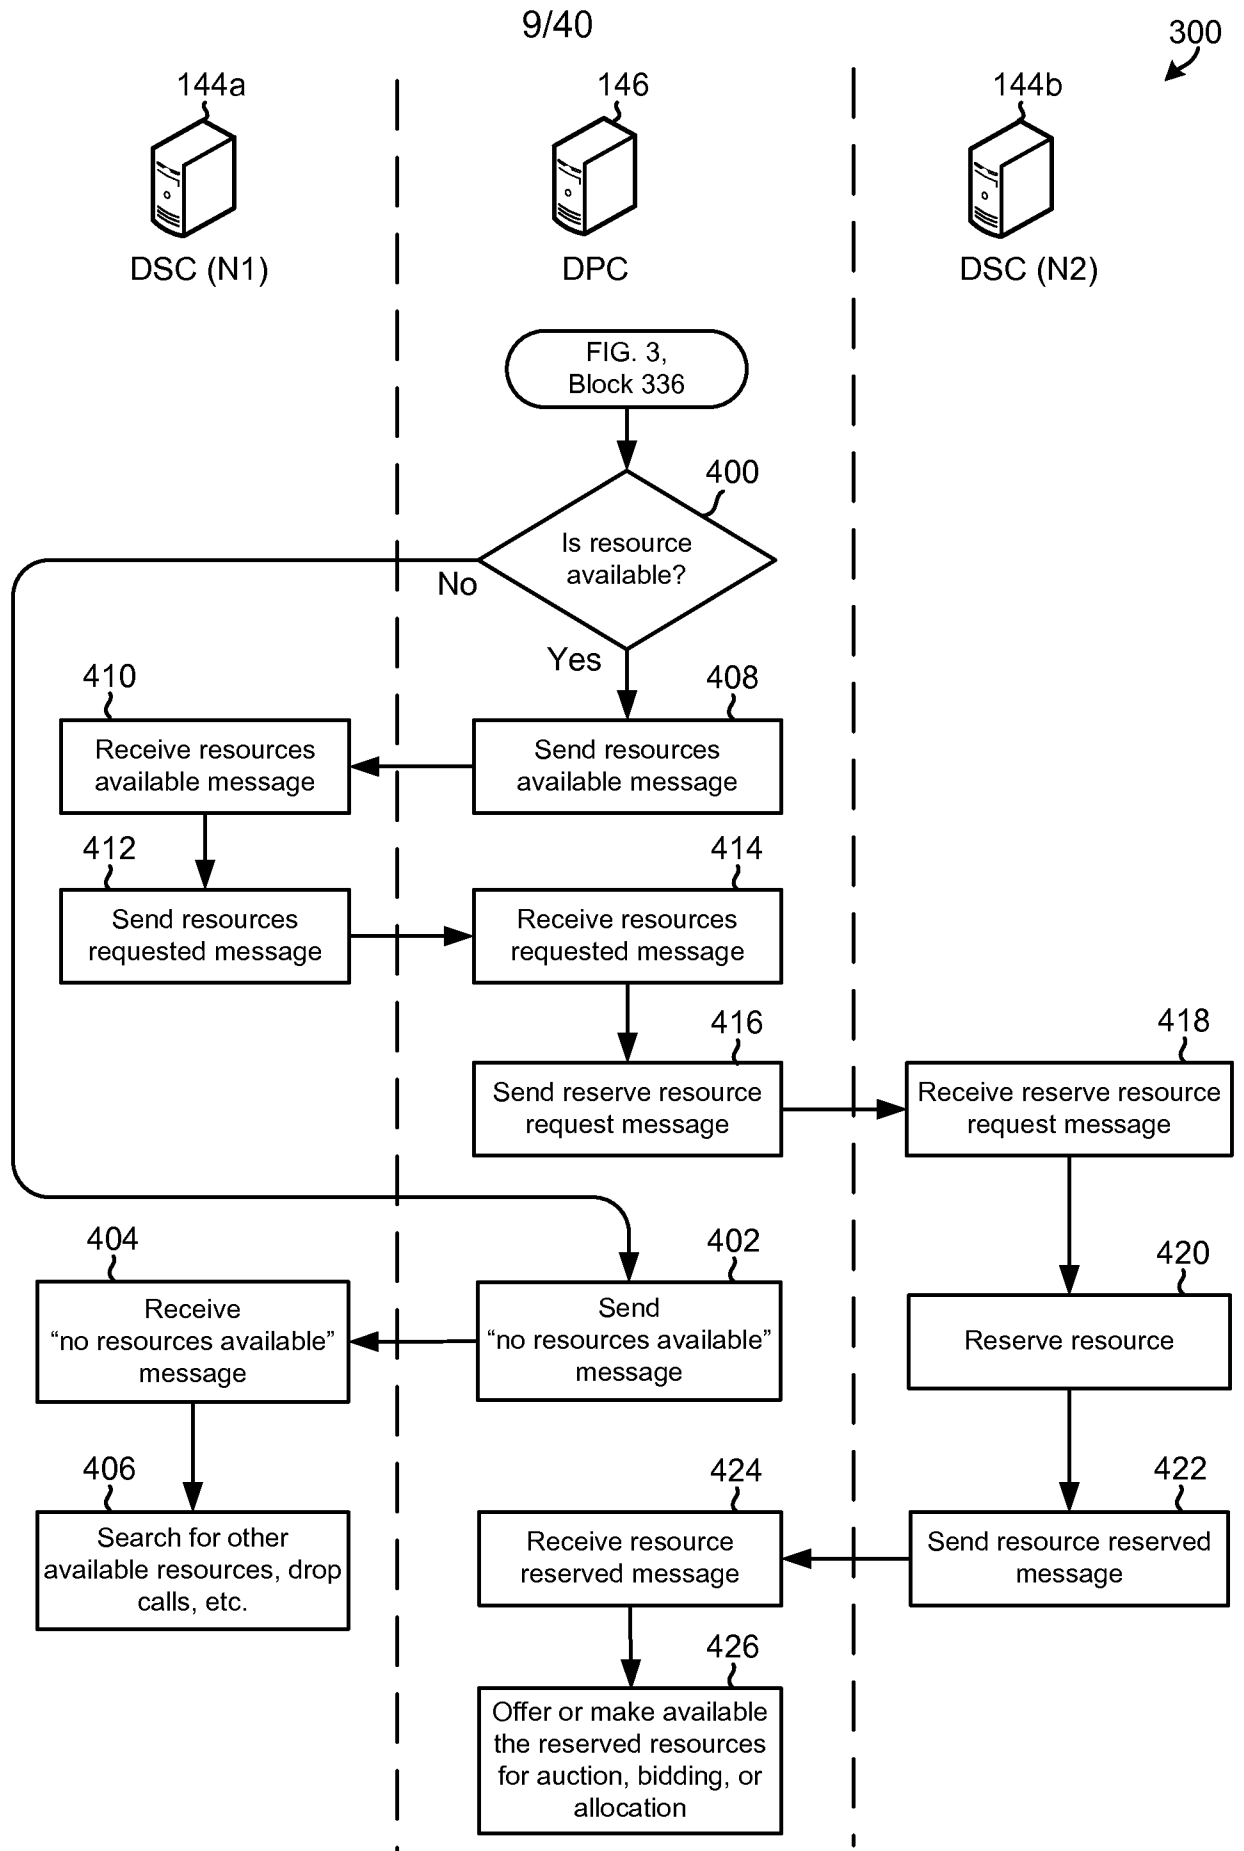 9/40
300
144a
146
144b
DSC (N1)
DPC
DSC (N2)
FIG. 3,
Block 336
400
Is resource
available?
No
Yes
410
408
Receive resources
available message
Send resources
available message
412
414
Send resources
requested message
Receive resources
requested message
416
418
Send reserve resource
request message
Receive reserve resource
request message
404
402
420
Receive
“no resources available”
message
Send
“no resources available”
message
Reserve resource
406
424
422
Search for other
available resources, drop
calls, etc.
Receive resource
reserved message
Send resource reserved
message
426
Offer or make available
the reserved resources
for auction, bidding, or
allocation